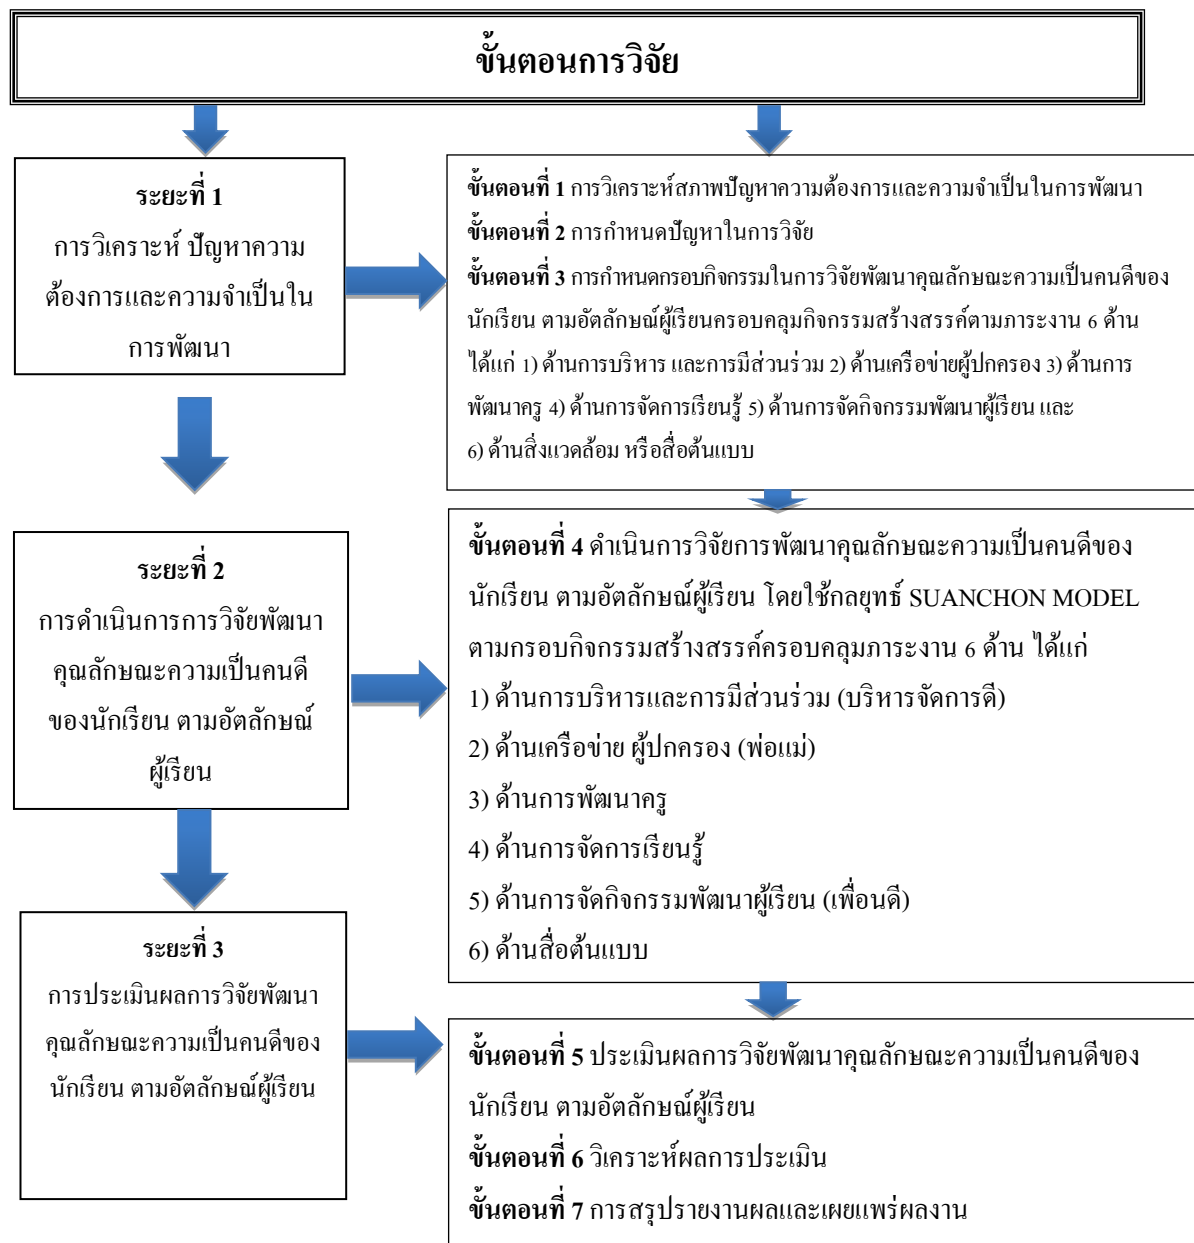 ขั้นตอนการวิจัย
ระยะที่ 1
การวิเคราะห์ ปัญหาความ
ต้องการและความจำเป็นใน
การพัฒนา
ขั้นตอนที่ 1 การวิเคราะห์สภาพปัญหาความต้องการและความจำเป็นในการพัฒนา
ขั้นตอนที่ 2 การกำหนดปัญหาในการวิจัย
ขั้นตอนที่ 3 การกำหนดกรอบกิจกรรมในการวิจัยพัฒนาคุณลักษณะความเป็นคนดีของ
นักเรียน ตามอัตลักษณ์ผู้เรียนครอบคลุมกิจกรรมสร้างสรรค์ตามภาระงาน 6 ด้าน
ได้แก่ 1) ด้านการบริหาร และการมีส่วนร่วม 2) ด้านเครือข่ายผู้ปกครอง 3) ด้านการ
พัฒนาครู 4) ด้านการจัดการเรียนรู้ 5) ด้านการจัดกิจกรรมพัฒนาผู้เรียน และ
6) ด้านสิ่งแวดล้อม หรือสื่อต้นแบบ
ระยะที่ 2
การดำเนินการการวิจัยพัฒนา
คุณลักษณะความเป็นคนดี
ของนักเรียน ตามอัตลักษณ์
ผู้เรียน
ขั้นตอนที่ 4 ดำเนินการวิจัยการพัฒนาคุณลักษณะความเป็นคนดีของ
นักเรียน ตามอัตลักษณ์ผู้เรียน โดยใช้กลยุทธ์ SUANCHON MODEL
ตามกรอบกิจกรรมสร้างสรรค์ครอบคลุมภาระงาน 6 ด้าน ได้แก่
1) ด้านการบริหารและการมีส่วนร่วม (บริหารจัดการดี)
2) ด้านเครือข่าย ผู้ปกครอง (พ่อแม่)
3) ด้านการพัฒนาครู
4) ด้านการจัดการเรียนรู้
5) ด้านการจัดกิจกรรมพัฒนาผู้เรียน (เพื่อนดี)
6) ด้านสื่อต้นแบบ
ระยะที่ 3
การประเมินผลการวิจัยพัฒนา
คุณลักษณะความเป็นคนดีของ
นักเรียน ตามอัตลักษณ์ผู้เรียน
ขั้นตอนที่ 5 ประเมินผลการวิจัยพัฒนาคุณลักษณะความเป็นคนดีของ
นักเรียน ตามอัตลักษณ์ผู้เรียน
ขั้นตอนที่ 6 วิเคราะห์ผลการประเมิน
ขั้นตอนที่ 7 การสรุปรายงานผลและเผยแพร่ผลงาน